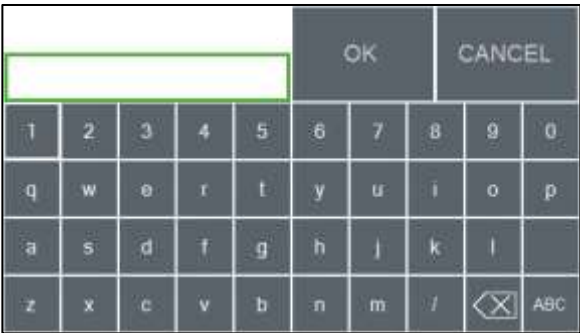 OK CANCEL
1 2 3 4 5 6 7 8 9 0
q w e r t y u i o p
a s d f g h j k l
z x c v b n m / ABC